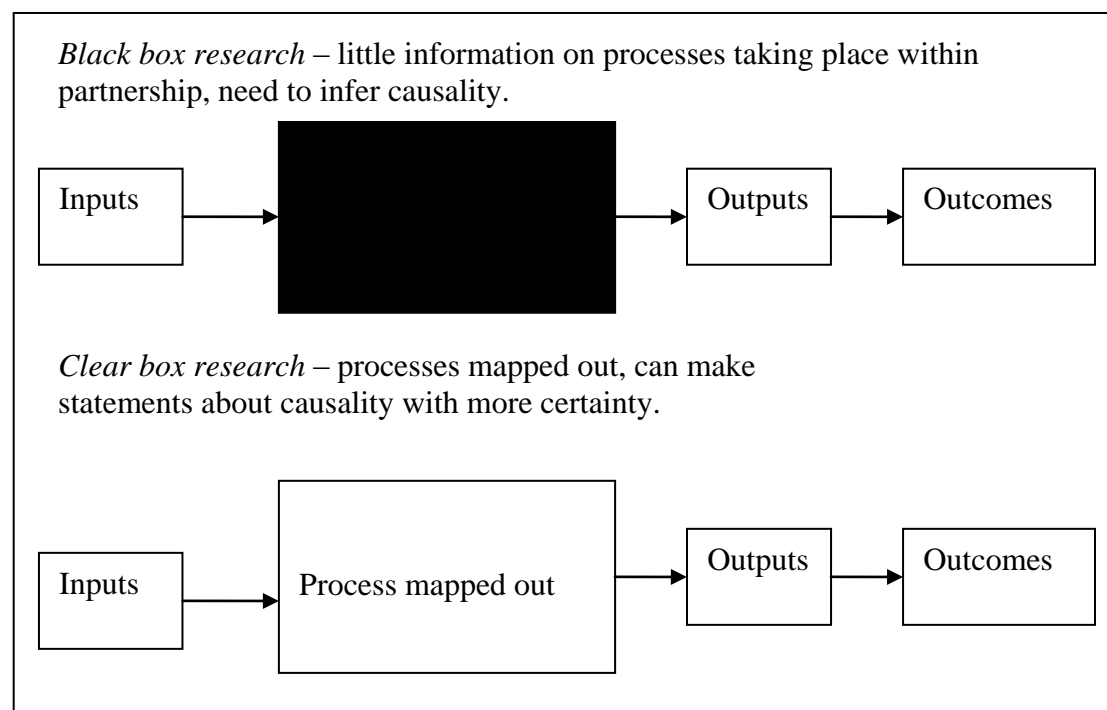 Black box research – little information on processes taking place within
partnership, need to infer causality.
Inputs
Outputs
Outcomes
Clear box research – processes mapped out, can make
statements about causality with more certainty.
Inputs
Process mapped out
Outputs
Outcomes